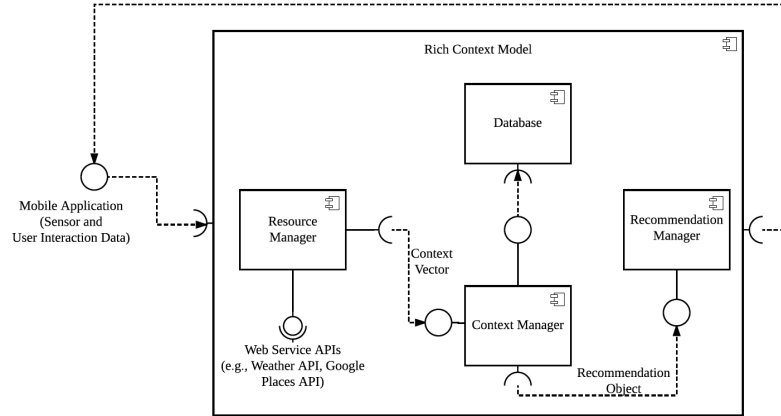 Rich Context Model
Database
Mobile Application
(Sensor and
User Interaction Data)
Resource
Manager
Recommendation
Manager
Context
Vector
Context Manager
Web Service APIs
(e.g., Weather API, Google
Places API)
Recommendation
Object